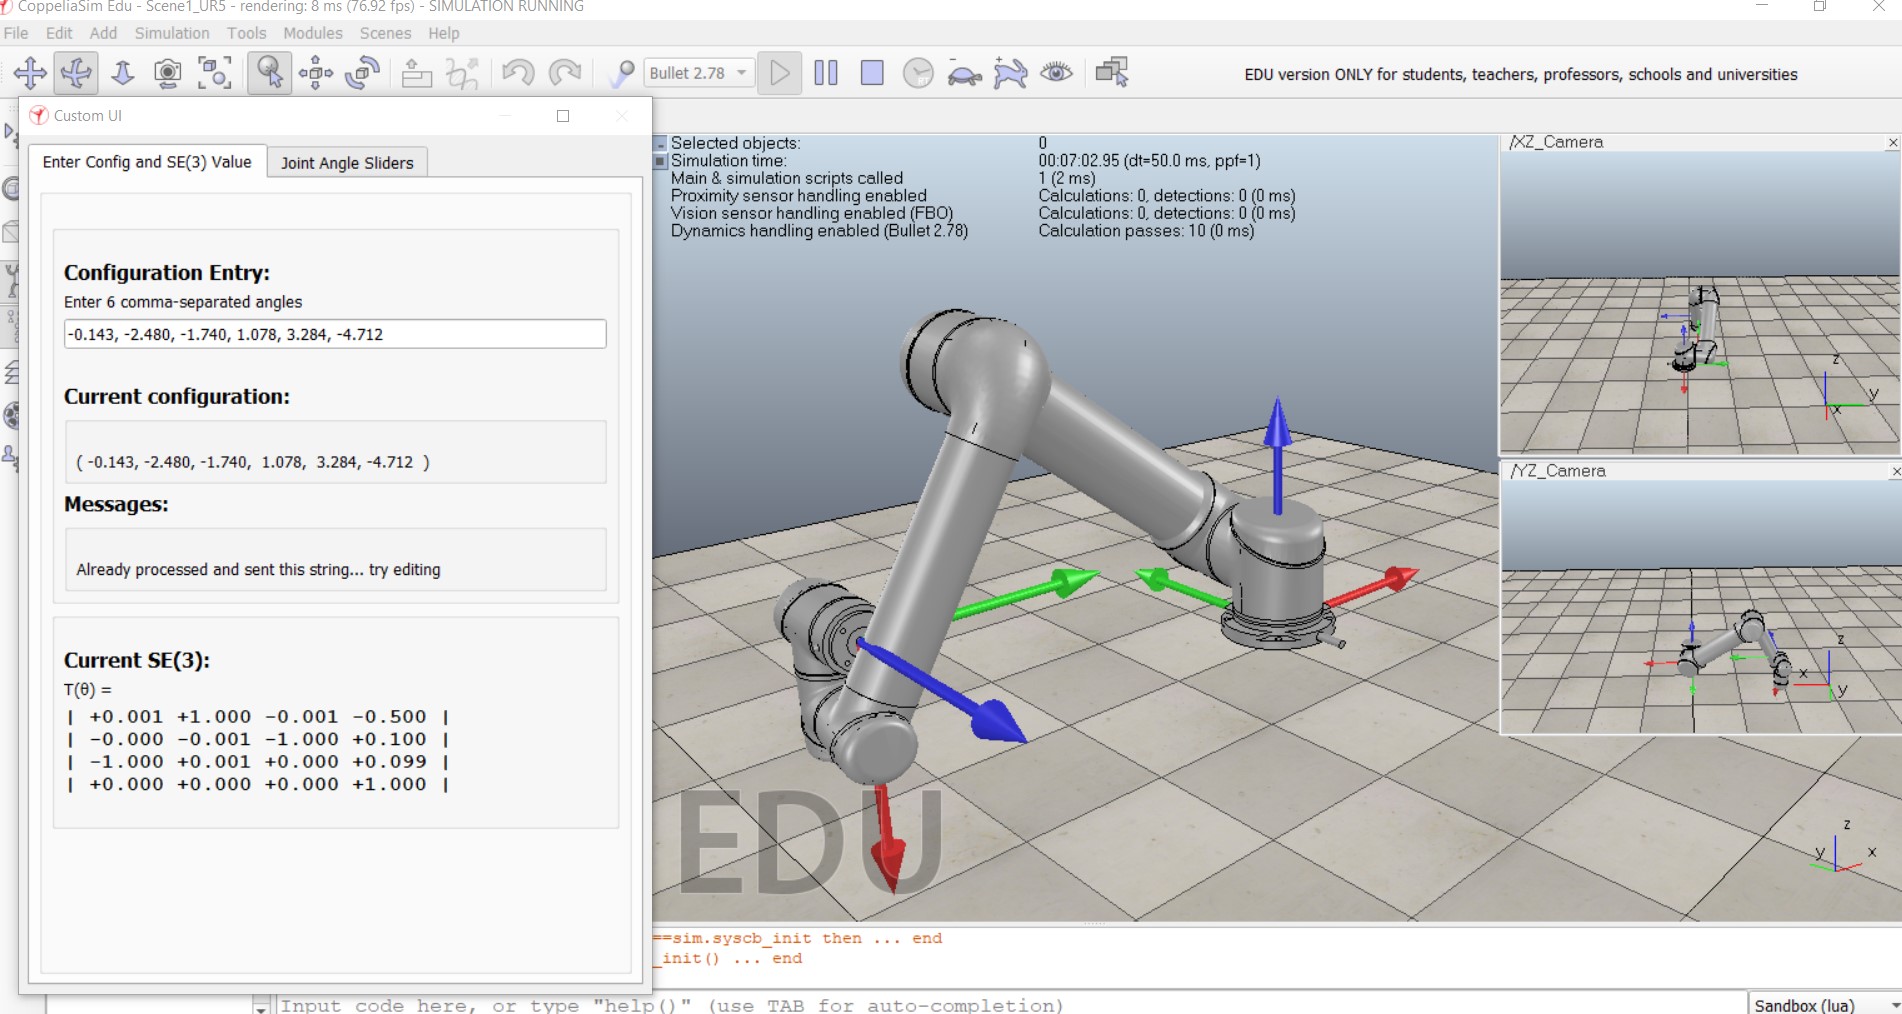 CoppeliaSim Edu - Scene1_UR5 - rendering: 8 ms (76.92 fps) - SIMULATION RUNNING
File Edit Add Simulation Tools Modules Scenes Help
Bullet 2.78
EDU version ONLY for students, teachers, professors, schools and universities
Custom UI
Enter Config and SE(3) Value
Joint Angle Sliders
Configuration Entry:
Enter 6 comma-separated angles
-0.143, -2.480, -1.740, 1.078, 3.284, -4.712
Current configuration:
( -0.143, -2.480, -1.740, 1.078, 3.284, -4.712 )
Messages:
Already processed and sent this string... try editing
Current SE(3):
T(θ) =
| +0.001 +1.000 -0.001 -0.500 |
| -0.000 -0.001 -1.000 +0.100 |
| -1.000 +0.001 +0.000 +0.099 |
| +0.000 +0.000 +0.000 +1.000 |
Selected objects: 0
Simulation time: 00:07:02.95 (dt=50.0 ms, ppf=1)
Main & simulation scripts called 1 (2 ms)
Proximity sensor handling enabled Calculations: 0, detections: 0 (0 ms)
Vision sensor handling enabled (FBO) Calculations: 0, detections: 0 (0 ms)
Dynamics handling enabled (Bullet 2.78) Calculation passes: 10 (0 ms)
/XZ_Camera
z
y
x
/YZ_Camera
z
x
y
z
y
x
EDU
==sim.syscb_init then ... end
_init() ... end
Input code here, or type "help()" (use TAB for auto-completion)
Sandbox (lua)